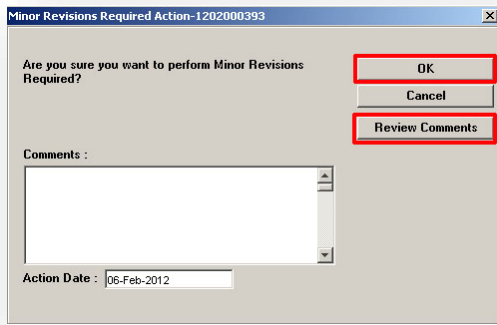 Minor Revisions Required Action-1202000393
Are you sure you want to perform Minor Revisions
Required?
OK
Cancel
Review Comments
Comments :
Action Date : 06-Feb-2012